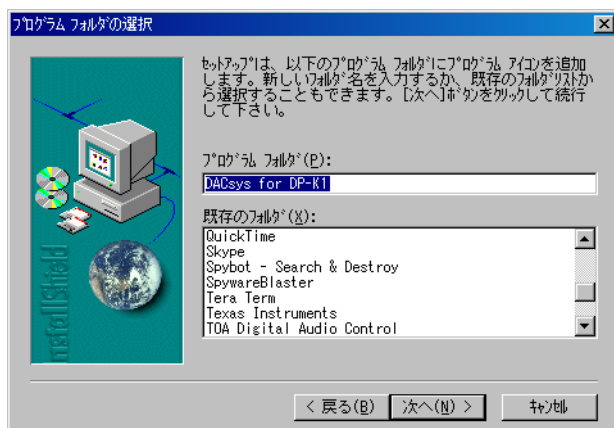 ﾌﾟﾛｸﾞﾗﾑ ﾌｫﾙﾀﾞの選択
ｾｯﾄｱｯﾌﾟは、以下のﾌﾟﾛｸﾞﾗﾑ ﾌｫﾙﾀﾞにﾌﾟﾛｸﾞﾗﾑ ｱｲｺﾝを追加
します。新しいﾌｫﾙﾀﾞ名を入力するか、既存のﾌｫﾙﾀﾞﾘｽﾄか
ら選択することもできます。[次へ]ﾎﾞﾀﾝをｸﾘｯｸして続行
して下さい。
ﾌﾟﾛｸﾞﾗﾑ ﾌｫﾙﾀﾞ(P):
DACsys for DP-K1
既存のﾌｫﾙﾀﾞ(X):
QuickTime
Skype
Spybot - Search & Destroy
SpywareBlaster
Tera Term
Texas Instruments
TOA Digital Audio Control
InstallShield
< 戻る(B)
次へ(N) >
ｷｬﾝｾﾙ